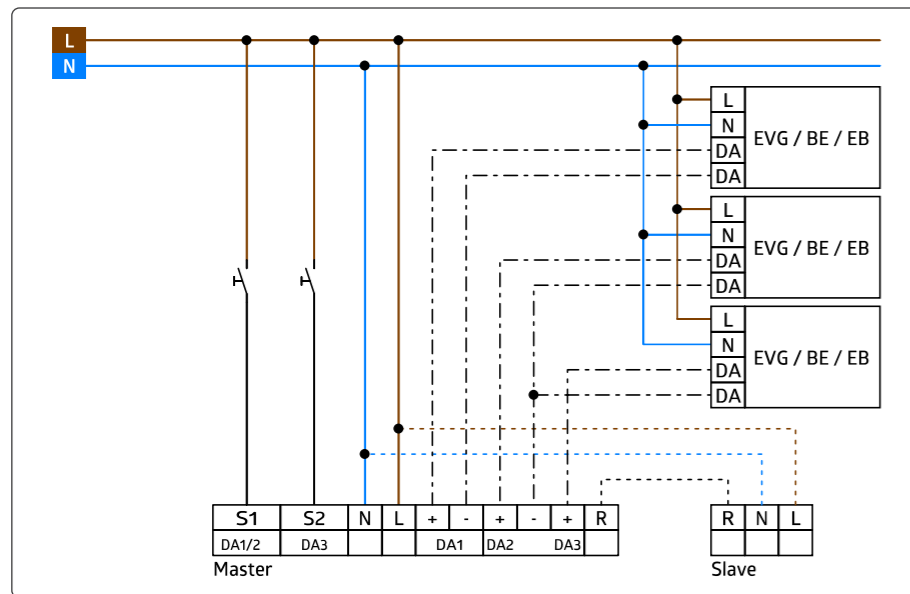 L
N
L
N
DA
DA
EVG / BE / EB
L
N
DA
DA
EVG / BE / EB
L
N
DA
DA
EVG / BE / EB
S1 S2 N L + - + - + R
DA1/2 DA3 DA1 DA2 DA3
Master
R N L
Slave